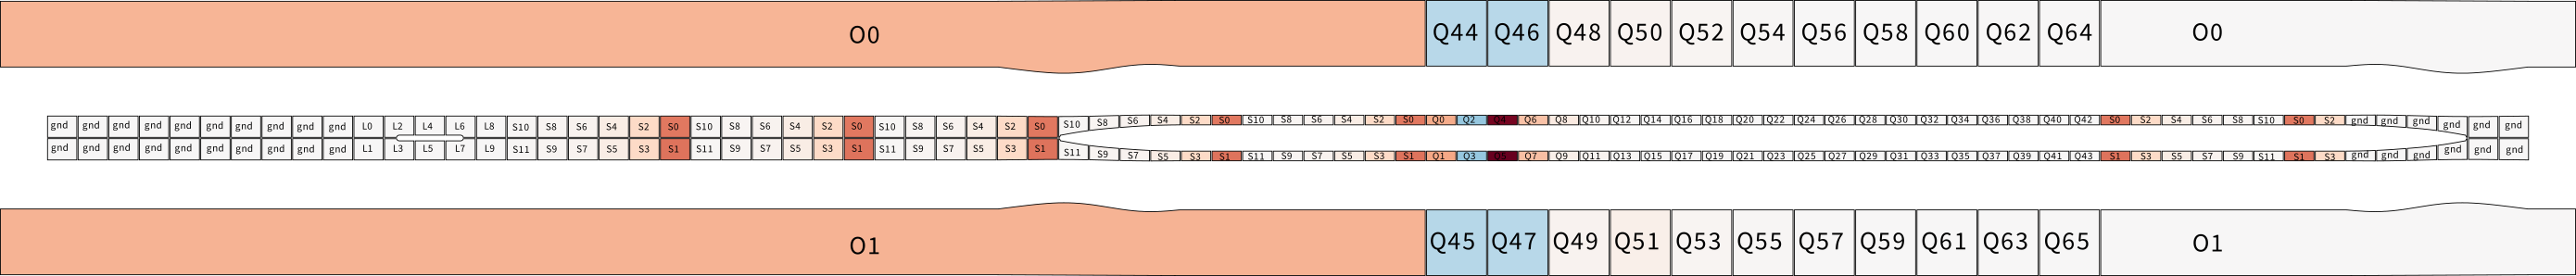 O0 Q44 Q46 Q48 Q50 Q52 Q54 Q56 Q58 Q60 Q62 Q64 O0
gnd gnd gnd gnd gnd gnd gnd gnd gnd gnd L0 L2 L4 L6 L8 S10 S8 S6 S4 S2 S0 S10 S8 S6 S4 S2 S0 S10 S8 S6 S4 S2 S0 S10 S8 S6 S4 S2 S0 S10 S8 S6 S4 S2 S0 Q0 Q2 Q4 Q6 Q8 Q10 Q12 Q14 Q16 Q18 Q20 Q22 Q24 Q26 Q28 Q30 Q32 Q34 Q36 Q38 Q40 Q42 S0 S2 S4 S6 S8 S10 S0 S2 gnd gnd gnd gnd gnd gnd
gnd gnd gnd gnd gnd gnd gnd gnd gnd gnd L1 L3 L5 L7 L9 S11 S9 S7 S5 S3 S1 S11 S9 S7 S5 S3 S1 S11 S9 S7 S5 S3 S1 S11 S9 S7 S5 S3 S1 S11 S9 S7 S5 S3 S1 Q1 Q3 Q5 Q7 Q9 Q11 Q13 Q15 Q17 Q19 Q21 Q23 Q25 Q27 Q29 Q31 Q33 Q35 Q37 Q39 Q41 Q43 S1 S3 S5 S7 S9 S11 S1 S3 gnd gnd gnd gnd gnd gnd
O1 Q45 Q47 Q49 Q51 Q53 Q55 Q57 Q59 Q61 Q63 Q65 O1